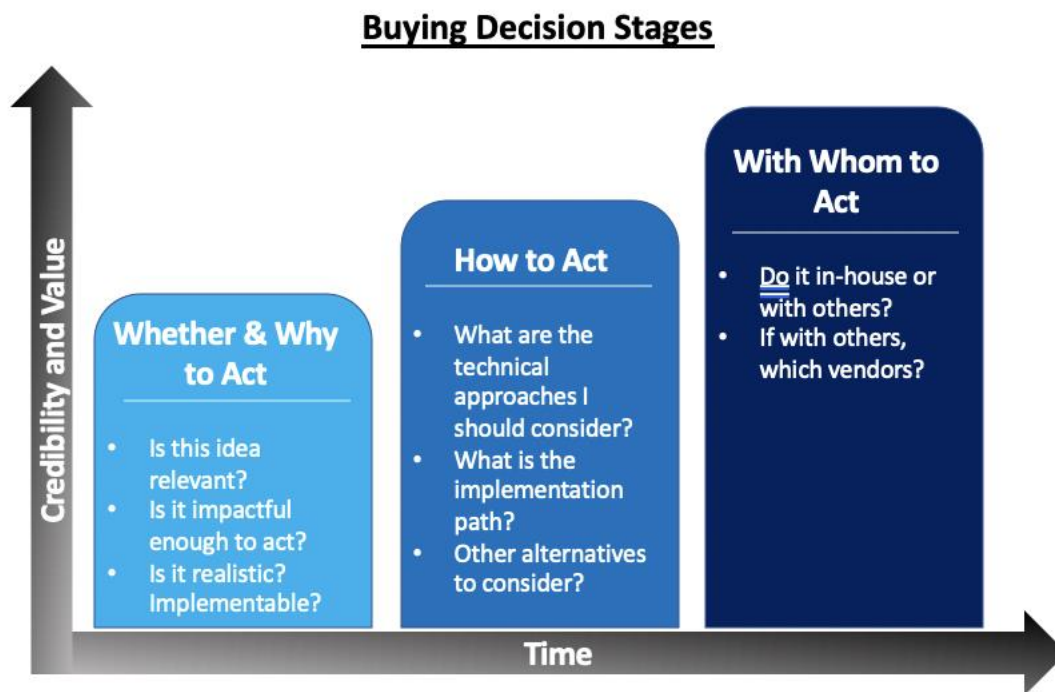 Buying Decision Stages
Credibility and Value
Whether & Why
to Act
• Is this idea
relevant?
• Is it impactful
enough to act?
• Is it realistic?
Implementable?
How to Act
• What are the
technical
approaches I
should consider?
• What is the
implementation
path?
• Other alternatives
to consider?
With Whom to
Act
• Do it in-house or
with others?
• If with others,
which vendors?
Time